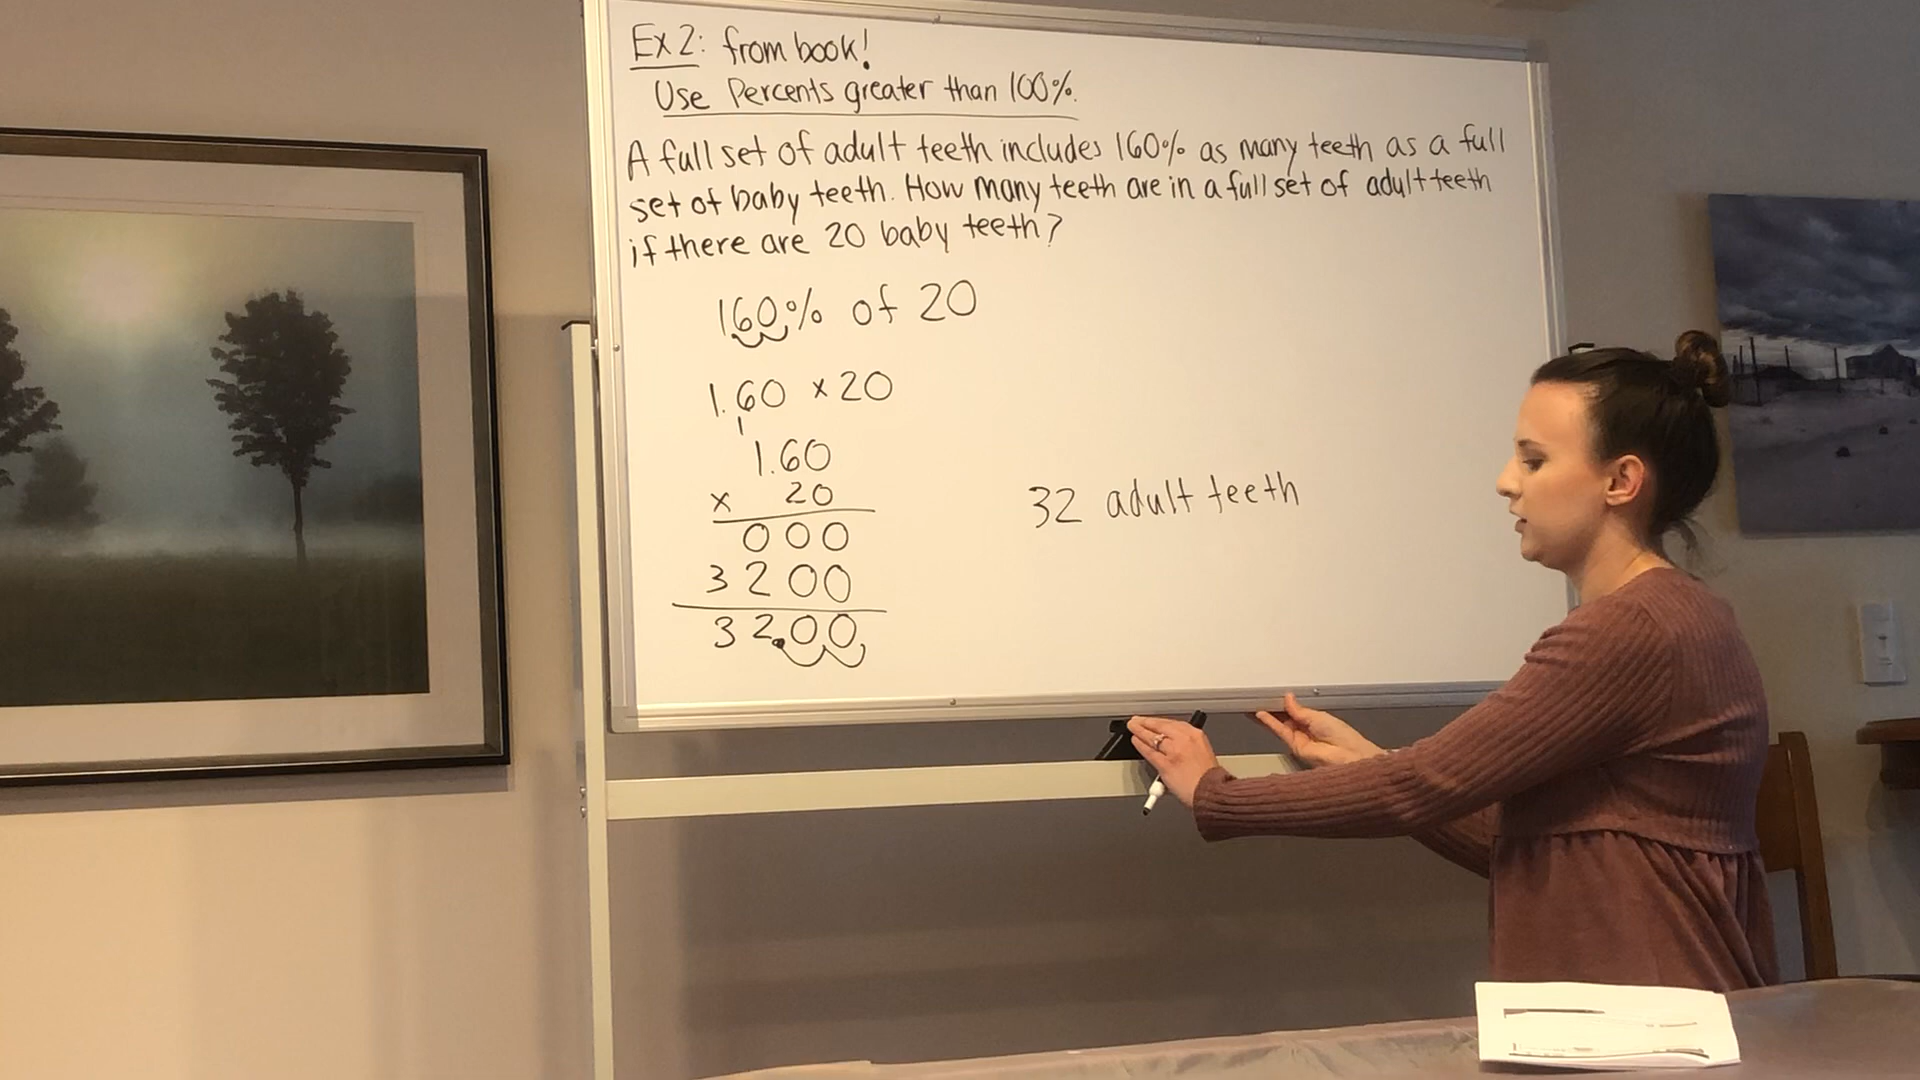 Ex 2: from book!
Use Percents greater than 100%.
A full set of adult teeth includes 160% as many teeth as a full
set of baby teeth. How many teeth are in a full set of adult teeth
if there are 20 baby teeth?
160% of 20
1.60 × 20
1
1.60
× 20
000
3200
32.00
32 adult teeth